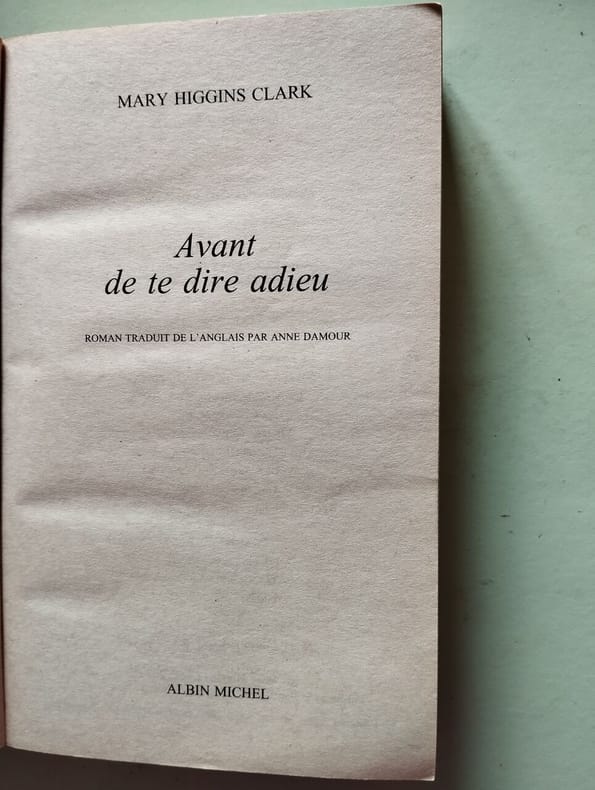 MARY HIGGINS CLARK
Avant
de te dire adieu
ROMAN TRADUIT DE L'ANGLAIS PAR ANNE DAMOUR
ALBIN MICHEL